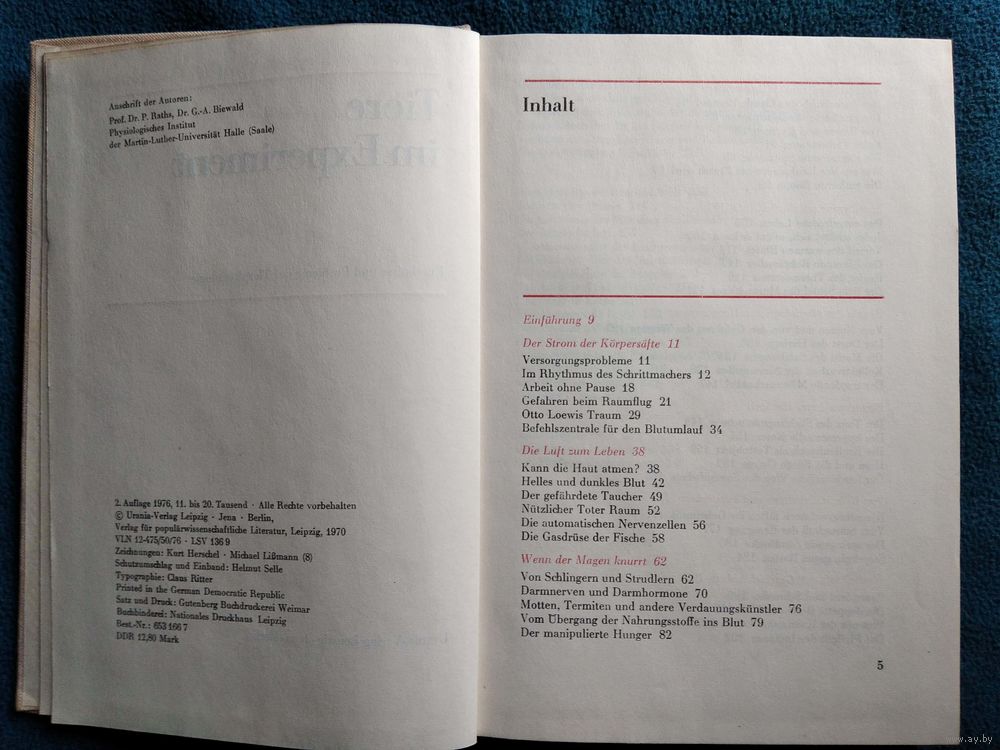 Anschrift der Autoren:
Prof. Dr. P. Raths, Dr. G.-A. Biewald
Physiologisches Institut
der Martin-Luther-Universität Halle (Saale)
Tiere
im Experiment
2. Auflage 1976, 11. bis 20. Tausend · Alle Rechte vorbehalten
© Urania-Verlag Leipzig · Jena · Berlin,
Verlag für populärwissenschaftliche Literatur, Leipzig, 1970
VLN 12-475/50/76 · LSV 1369
Zeichnungen: Kurt Herschel · Michael Lißmann (8)
Schutzumschlag und Einband: Helmut Selle
Typographie: Claus Ritter
Printed in the German Democratic Republic
Satz und Druck: Gutenberg Buchdruckerei Weimar
Buchbinderei: Nationales Druckhaus Leipzig
Best.-Nr.: 653 166 7
DDR 12,80 Mark
Inhalt
Einführung 9
Der Strom der Körpersäfte 11
Versorgungsprobleme 11
Im Rhythmus des Schrittmachers 12
Arbeit ohne Pause 18
Gefahren beim Raumflug 21
Otto Loewis Traum 29
Befehlszentrale für den Blutumlauf 34
Die Luft zum Leben 38
Kann die Haut atmen? 38
Helles und dunkles Blut 42
Der gefährdete Taucher 49
Nützlicher Toter Raum 52
Die automatischen Nervenzellen 56
Die Gasdrüse der Fische 58
Wenn der Magen knurrt 62
Von Schlingern und Strudlern 62
Darmnerven und Darmhormone 70
Motten, Termiten und andere Verdauungskünstler 76
Vom Übergang der Nahrungsstoffe ins Blut 79
Der manipulierte Hunger 82
5
www.ay.by